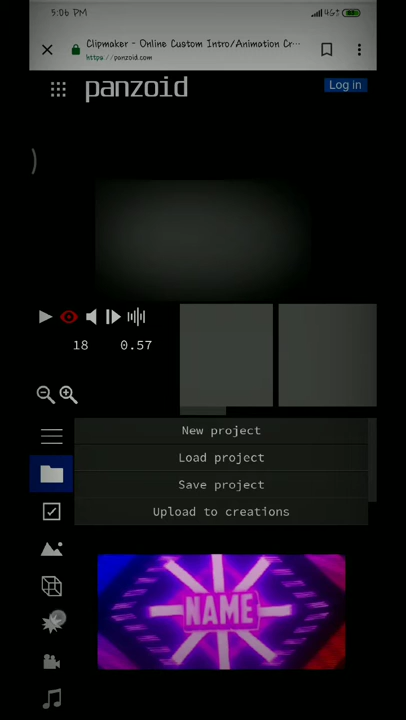 5:06 PM
4G+
Clipmaker - Online Custom Intro/Animation Cr...
https://panzoid.com
panzoid
Log in
18
0.57
New project
Load project
Save project
Upload to creations
NAME